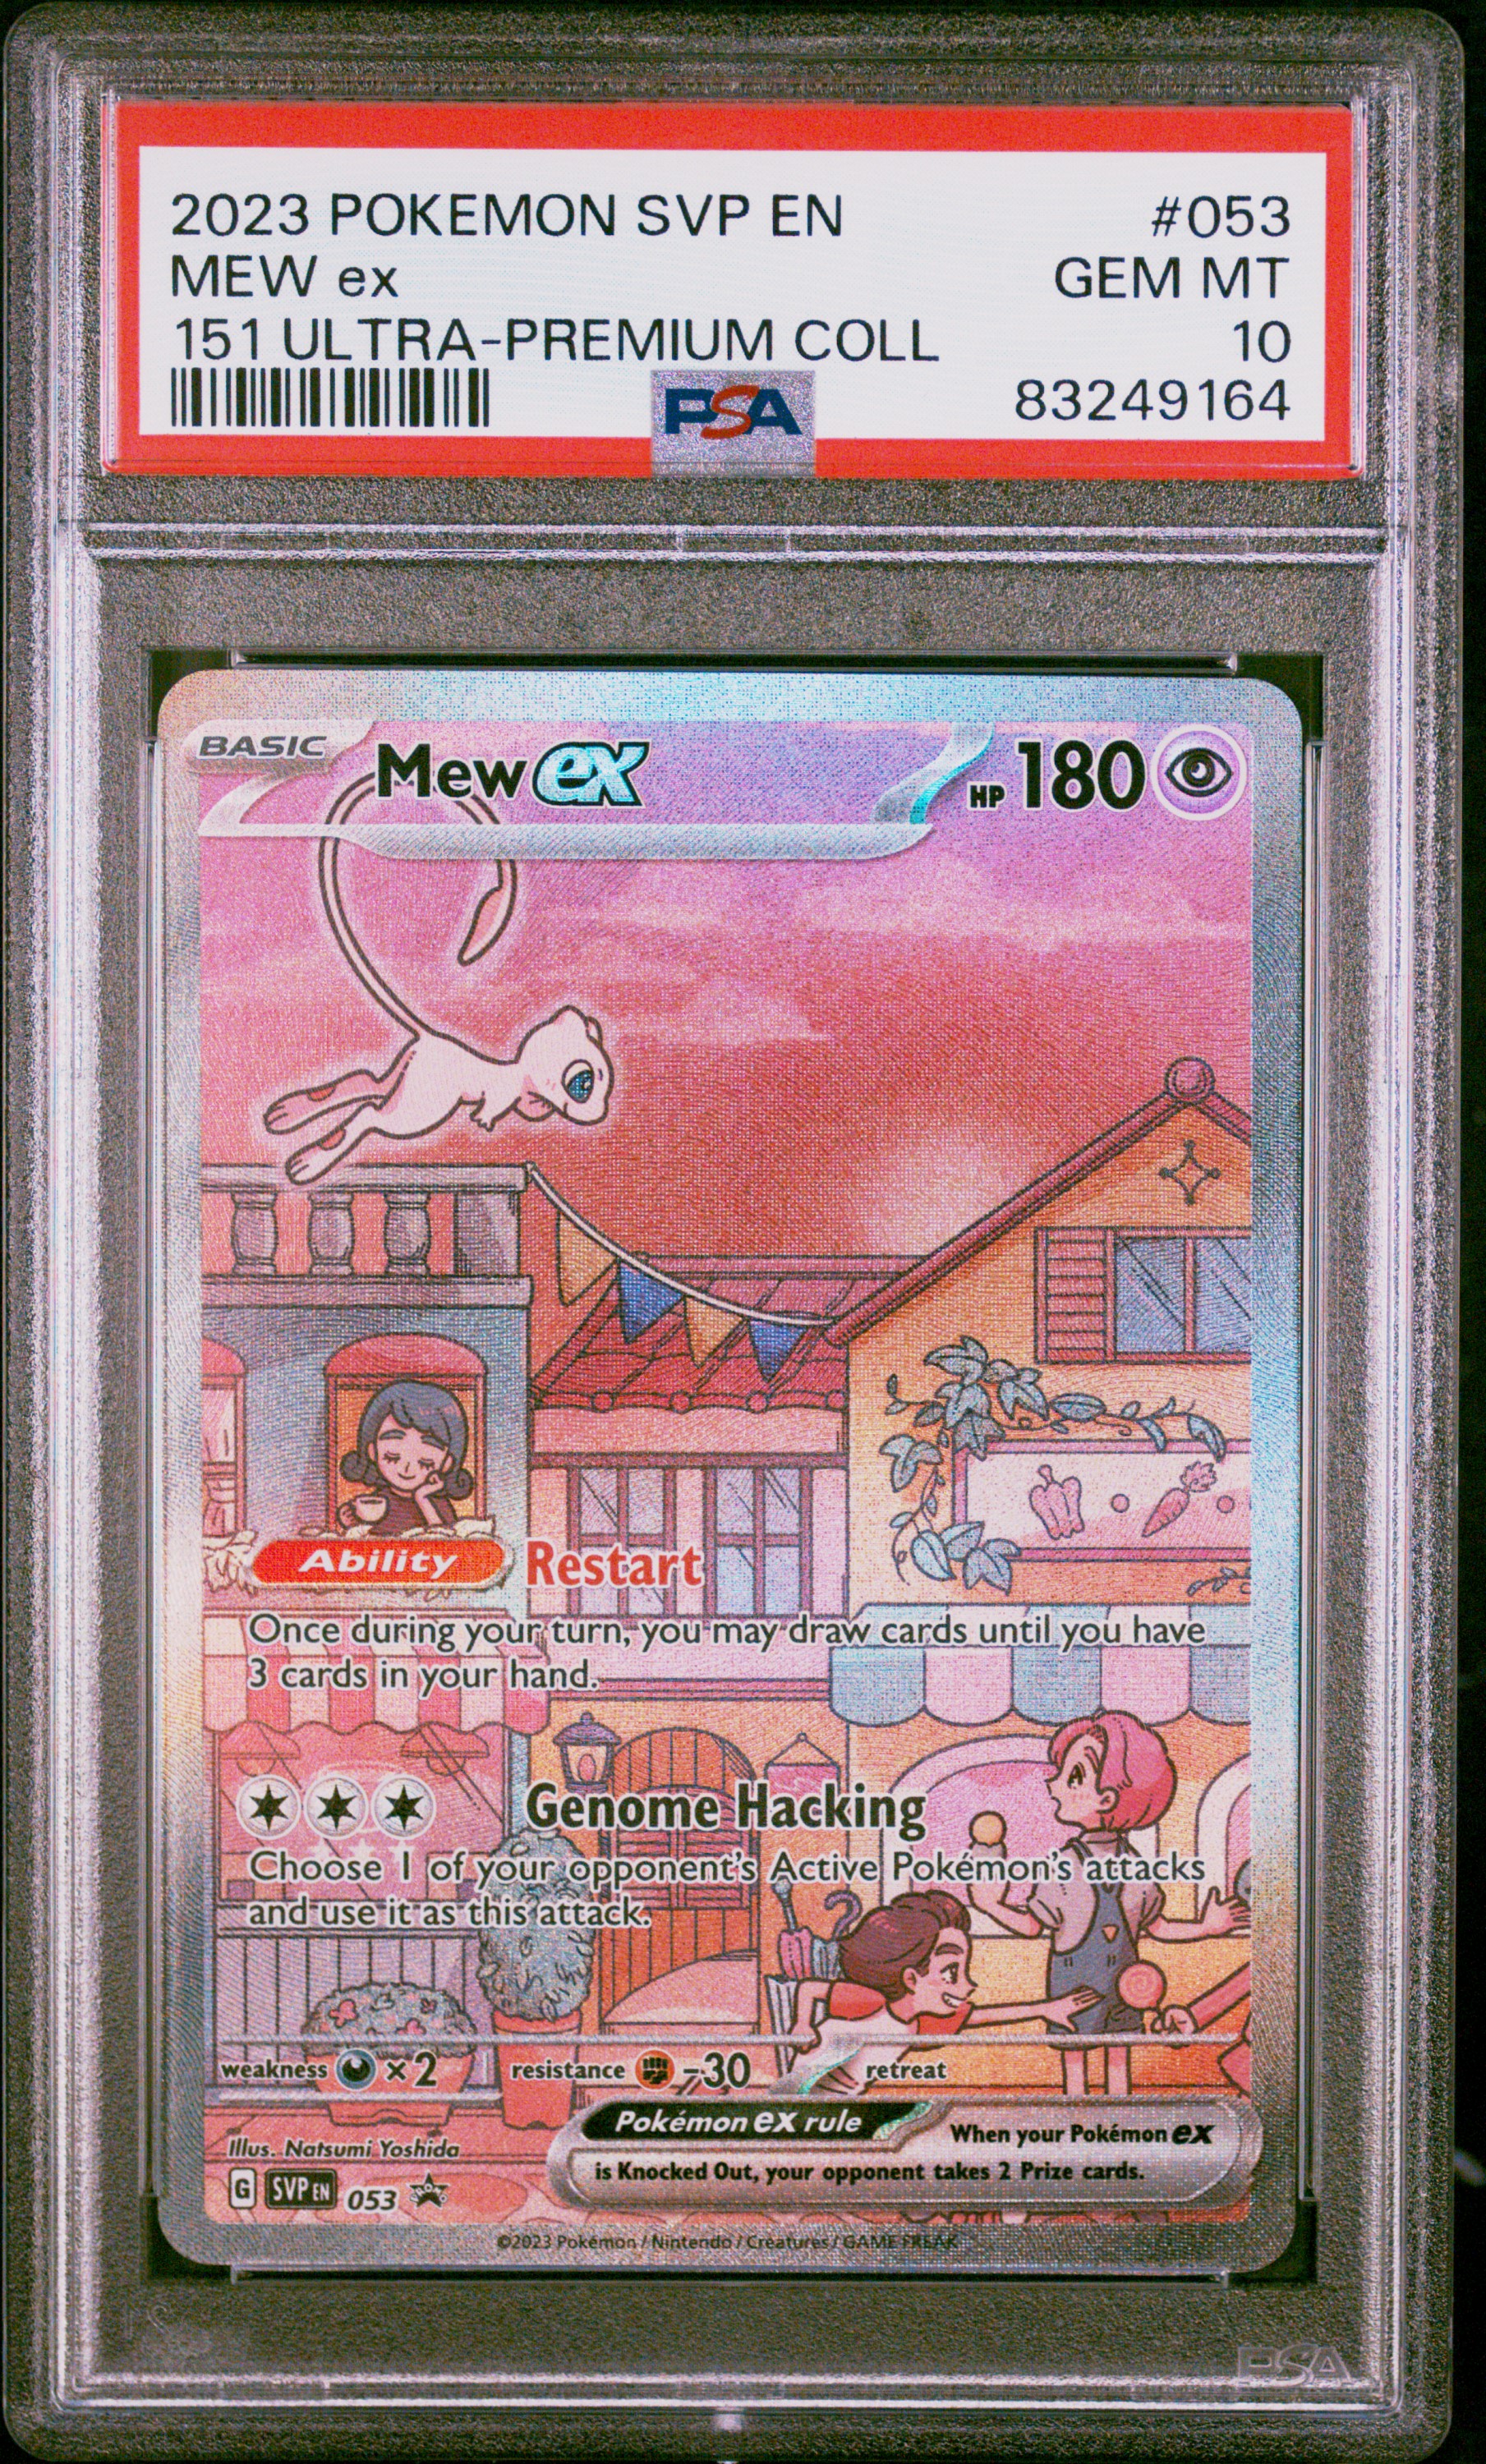 2023 POKEMON SVP EN #053
MEW ex GEM MT
151 ULTRA-PREMIUM COLL 10
PSA 83249164
BASIC Mew ex HP 180
Ability Restart
Once during your turn, you may draw cards until you have
3 cards in your hand.
Genome Hacking
Choose 1 of your opponent's Active Pokémon's attacks
and use it as this attack.
weakness ×2 resistance -30 retreat
Pokémon ex rule When your Pokémon ex
is Knocked Out, your opponent takes 2 Prize cards.
Illus. Natsumi Yoshida
G SVP EN 053 PROMO
©2023 Pokémon / Nintendo / Creatures / GAME FREAK
PSA